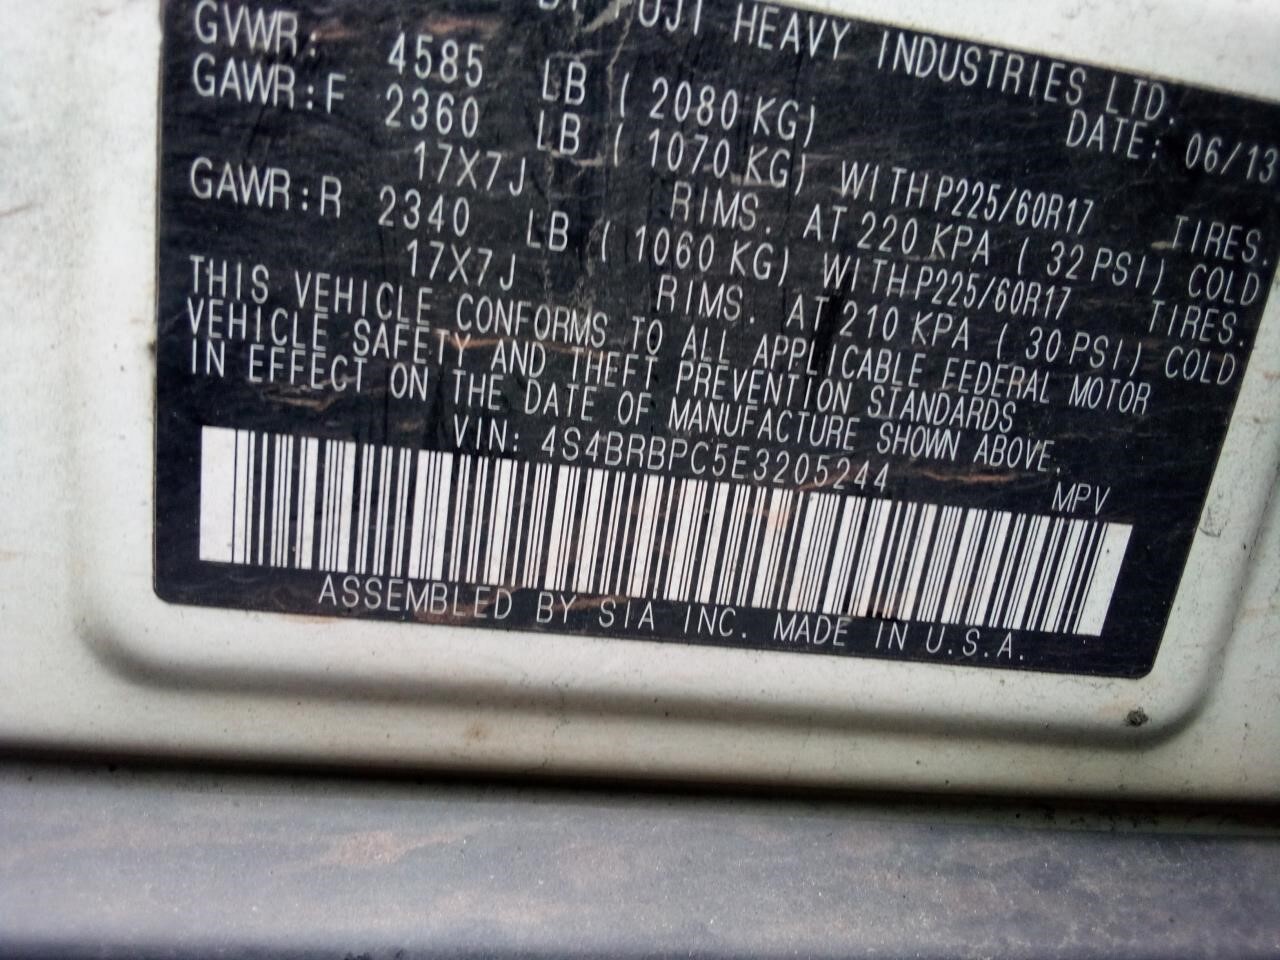 FUJI HEAVY INDUSTRIES LTD.
DATE: 06/13
GVWR: 4585 LB ( 2080 KG)
GAWR:F 2360 LB ( 1070 KG) WITH P225/60R17 TIRES.
17X7J RIMS. AT 220 KPA ( 32 PSI) COLD
GAWR:R 2340 LB ( 1060 KG) WITH P225/60R17 TIRES.
17X7J RIMS. AT 210 KPA ( 30 PSI) COLD
THIS VEHICLE CONFORMS TO ALL APPLICABLE FEDERAL MOTOR
VEHICLE SAFETY AND THEFT PREVENTION STANDARDS
IN EFFECT ON THE DATE OF MANUFACTURE SHOWN ABOVE.
VIN: 4S4BRBPC5E3205244 MPV
ASSEMBLED BY SIA INC. MADE IN U.S.A.